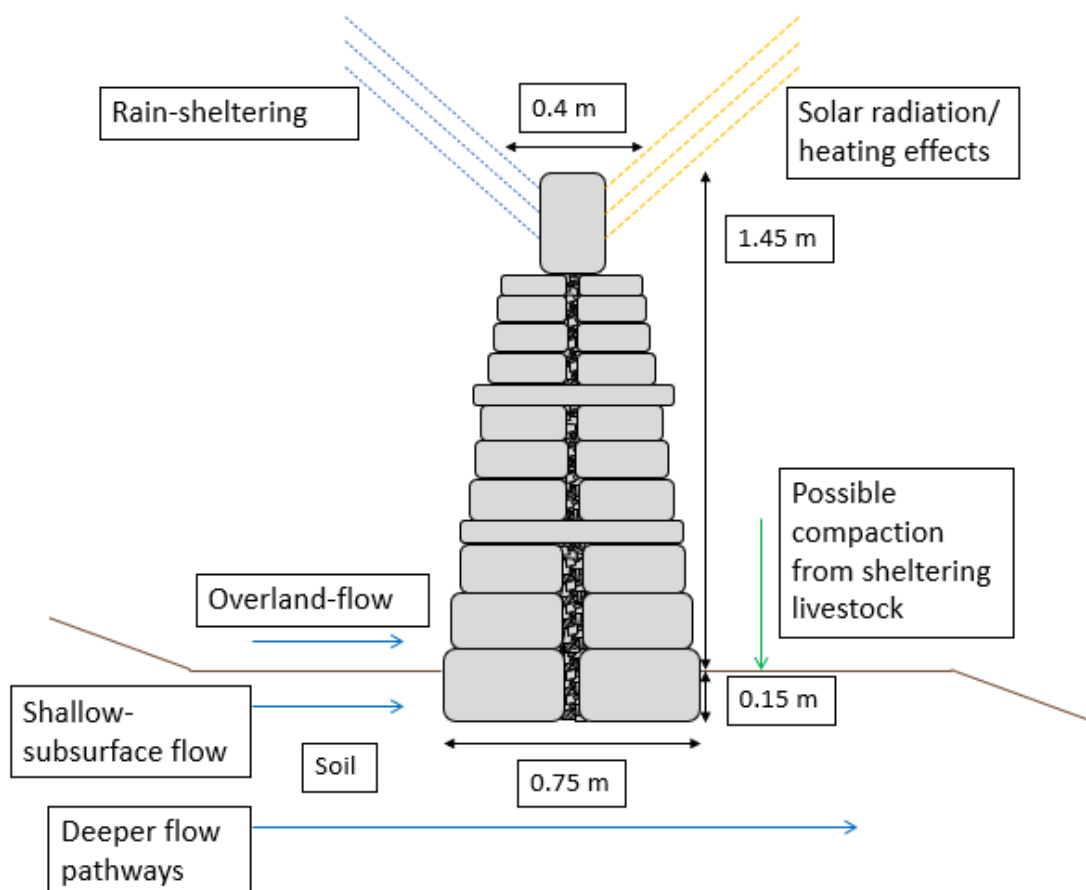 Rain-sheltering
0.4 m
Solar radiation/
heating effects
1.45 m
Possible
compaction
from sheltering
livestock
Overland-flow
0.15 m
Shallow-
subsurface flow
Soil
0.75 m
Deeper flow
pathways